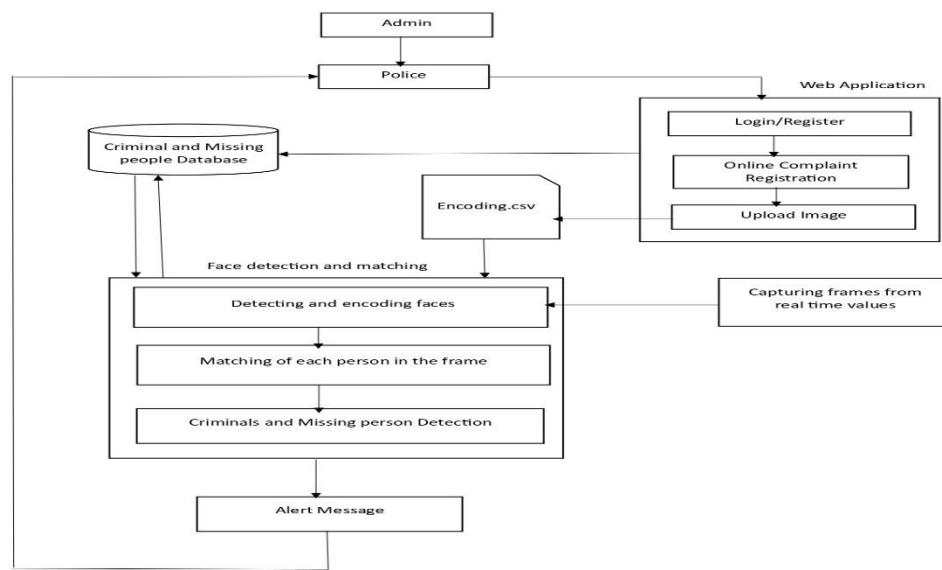 Admin
Police
Web Application
Login/Register
Online Complaint
Registration
Upload Image
Criminal and Missing
people Database
Encoding.csv
Face detection and matching
Detecting and encoding faces
Capturing frames from
real time values
Matching of each person in the frame
Criminals and Missing person Detection
Alert Message